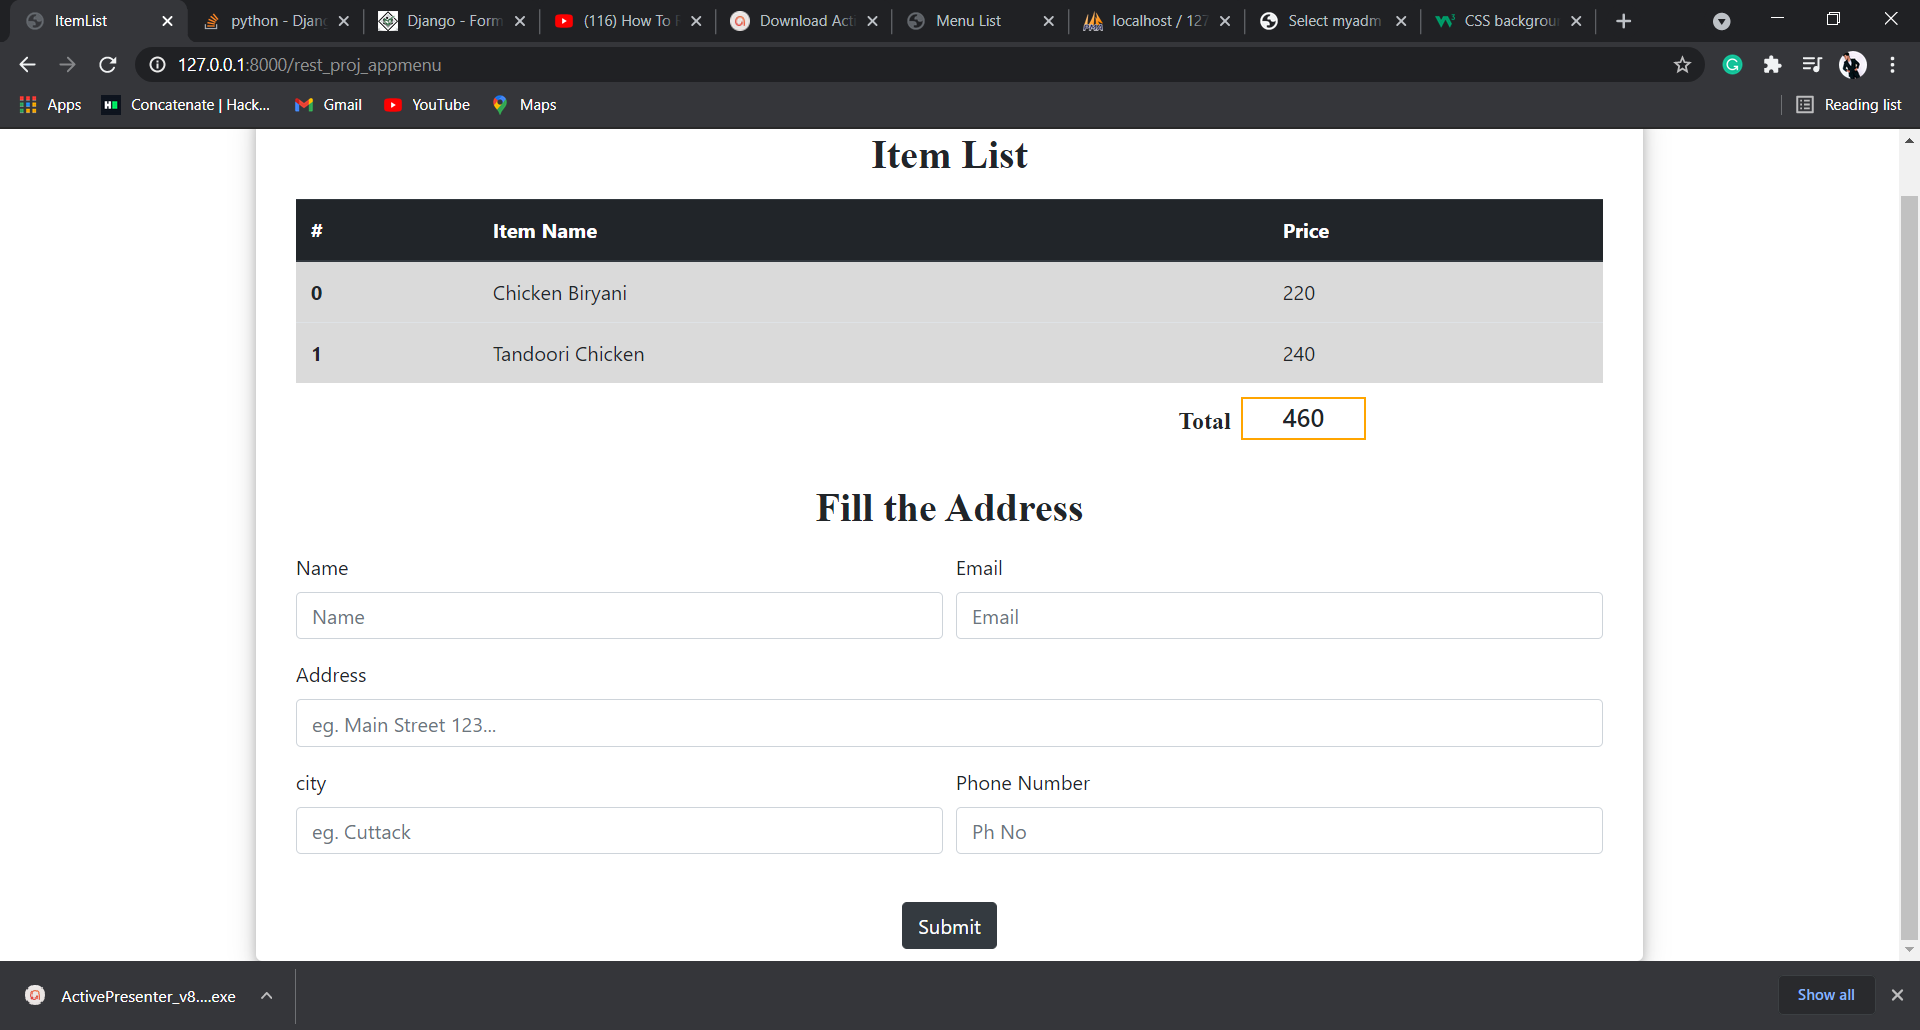 ItemList
python - Djan
Django - Form
(116) How To
Download Acti
Menu List
localhost / 127
Select myadm
CSS backgrou
127.0.0.1:8000/rest_proj_appmenu
Apps
Concatenate | Hack...
Gmail
YouTube
Maps
Reading list
Item List
# Item Name Price
0 Chicken Biryani 220
1 Tandoori Chicken 240
Total 460
Fill the Address
Name Email
Name Email
Address
eg. Main Street 123...
city Phone Number
eg. Cuttack Ph No
Submit
ActivePresenter_v8....exe
Show all